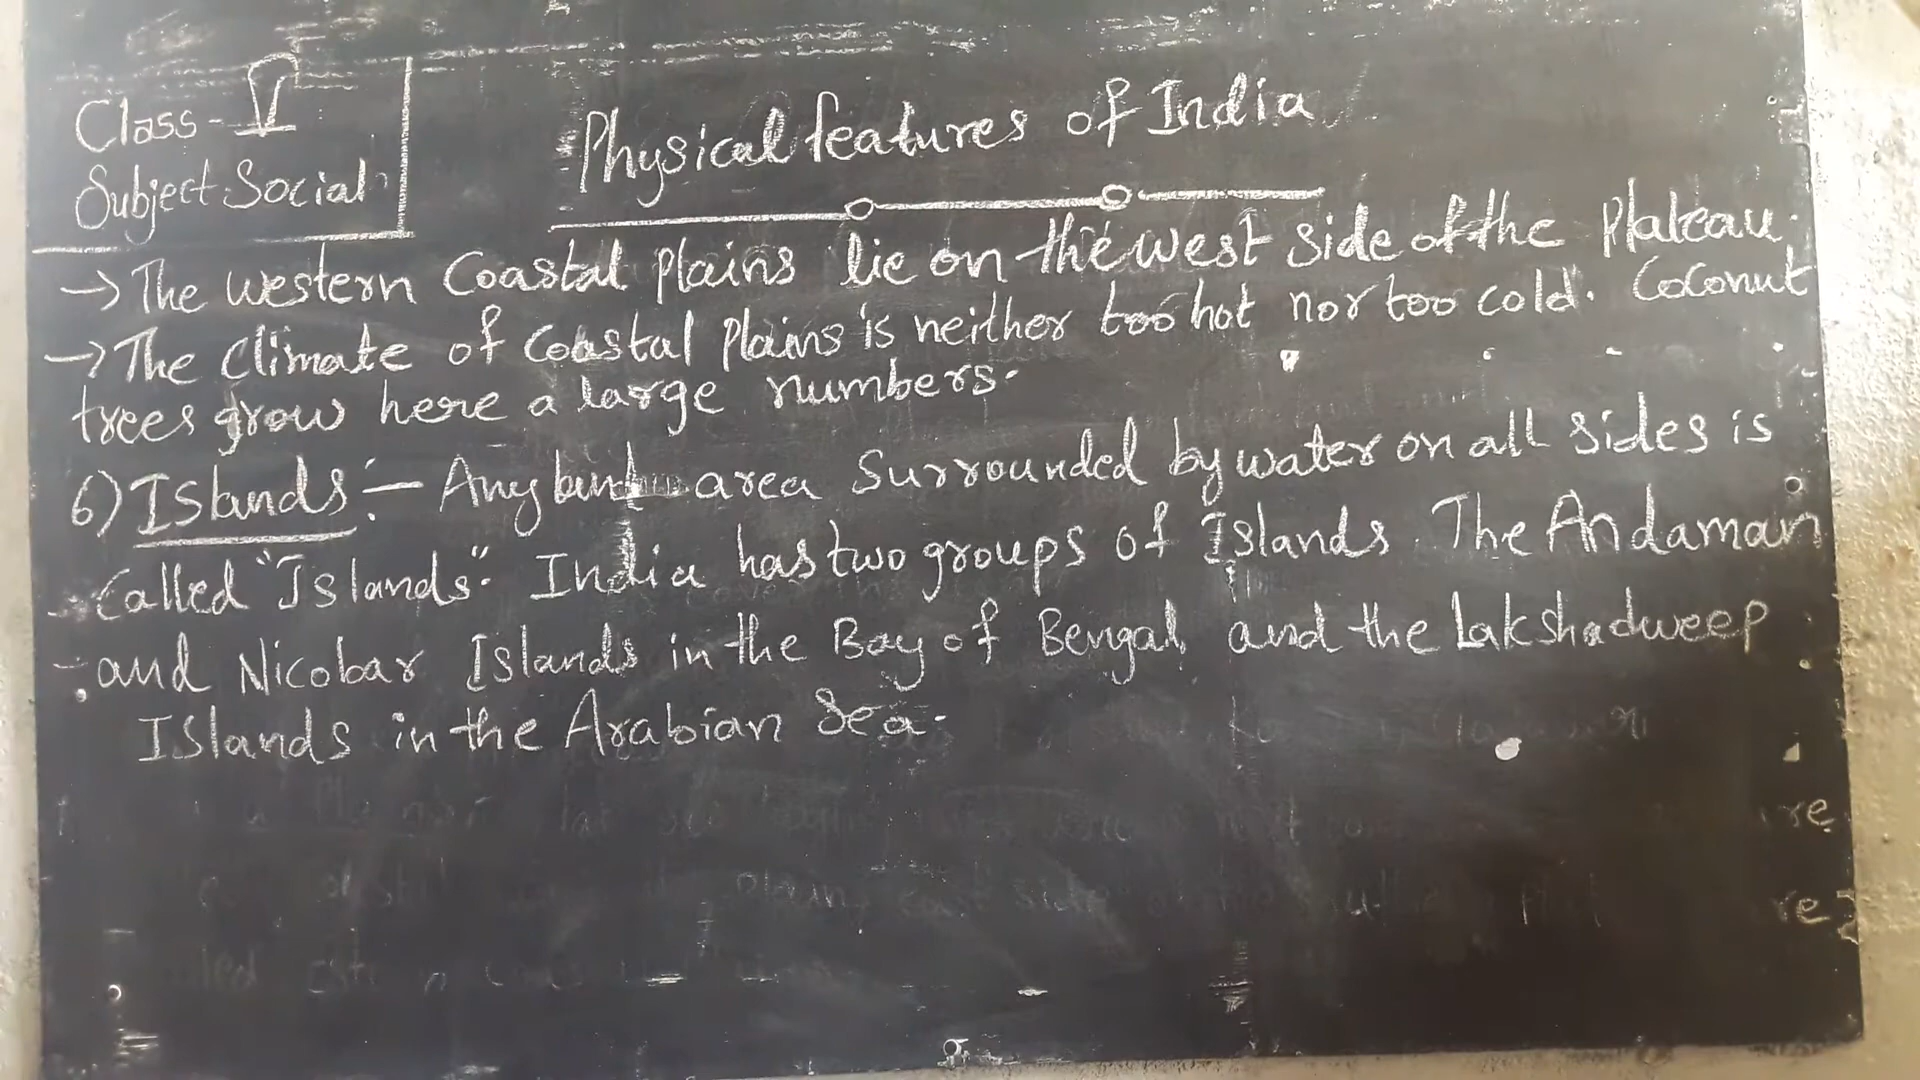 Class - V
Subject: Social
Physical features of India
→ The western Coastal plains lie on the west side of the Plateau.
→ The climate of coastal plains is neither too hot nor too cold. Coconut
trees grow here a large numbers.
6) Islands :- Any area surrounded by water on all sides is
called "Islands". India has two groups of Islands. The Andaman
and Nicobar Islands in the Bay of Bengal and the Lakshadweep
Islands in the Arabian Sea.
re
re